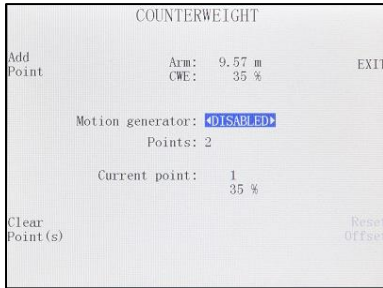 COUNTERWEIGHT
Add
Point
Arm: 9.57 m
CWE: 35 %
EXIT
Motion generator: ◀DISABLED▶
Points: 2
Current point: 1
35 %
Clear
Point(s)
Reset
Offset